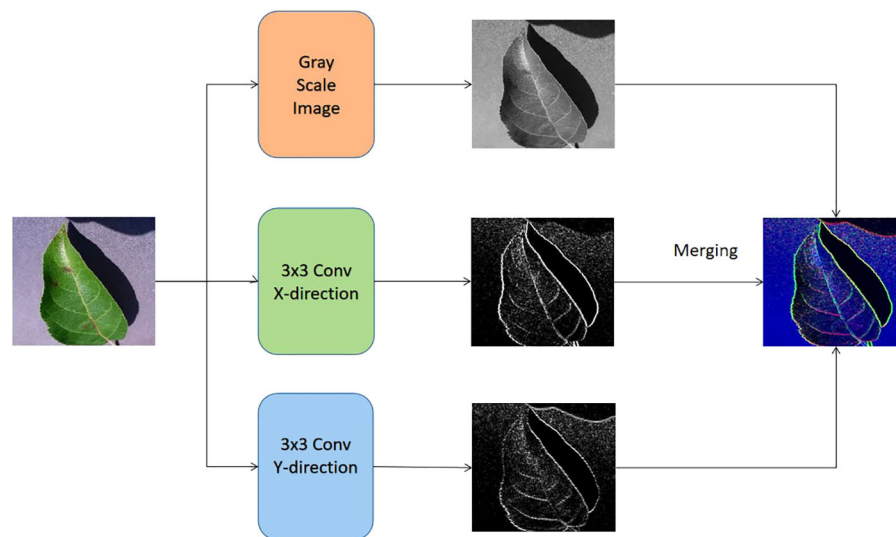 Gray
Scale
Image
3x3 Conv
X-direction
Merging
3x3 Conv
Y-direction